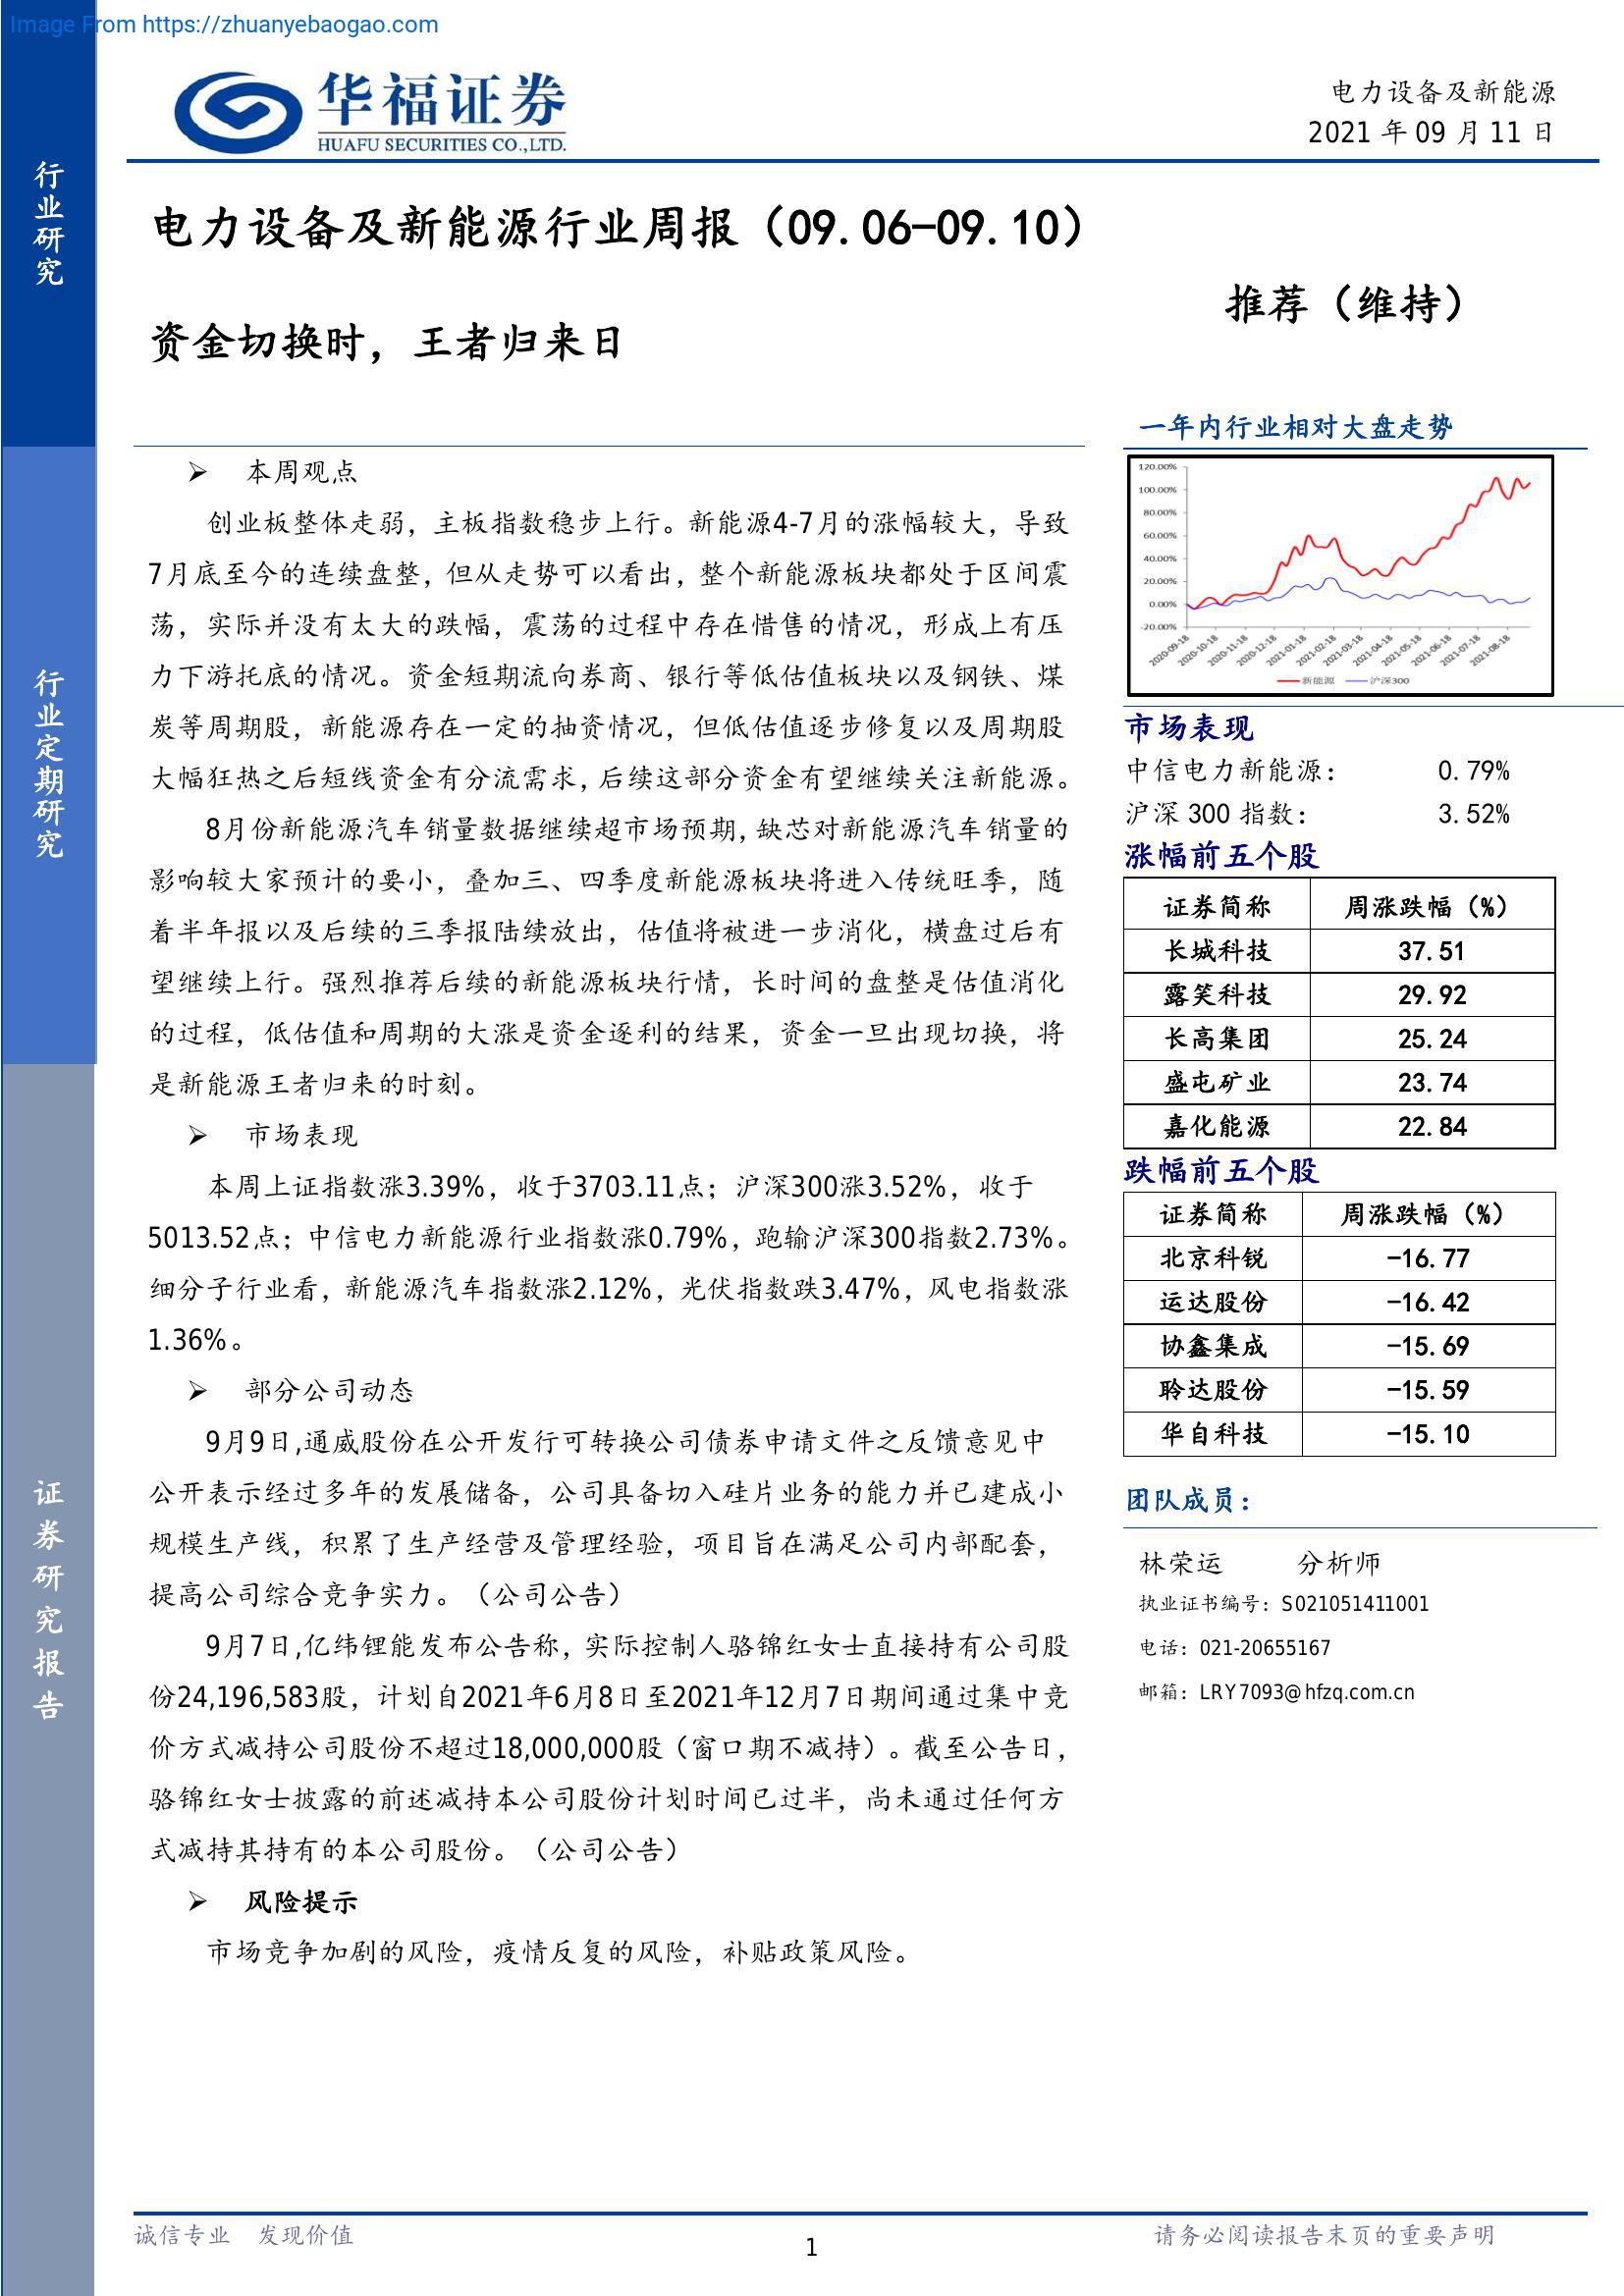 Image From https://zhuanyebaogao.com
华福证券
HUAFU SECURITIES CO.,LTD.
电力设备及新能源
2021 年 09 月 11 日
行业研究
行业定期研究
证券研究报告
电力设备及新能源行业周报（09.06-09.10）
资金切换时，王者归来日
推荐（维持）
➢ 本周观点
创业板整体走弱，主板指数稳步上行。新能源4-7月的涨幅较大，导致
7月底至今的连续盘整，但从走势可以看出，整个新能源板块都处于区间震
荡，实际并没有太大的跌幅，震荡的过程中存在惜售的情况，形成上有压
力下游托底的情况。资金短期流向券商、银行等低估值板块以及钢铁、煤
炭等周期股，新能源存在一定的抽资情况，但低估值逐步修复以及周期股
大幅狂热之后短线资金有分流需求，后续这部分资金有望继续关注新能源。
8月份新能源汽车销量数据继续超市场预期，缺芯对新能源汽车销量的
影响较大家预计的要小，叠加三、四季度新能源板块将进入传统旺季，随
着半年报以及后续的三季报陆续放出，估值将被进一步消化，横盘过后有
望继续上行。强烈推荐后续的新能源板块行情，长时间的盘整是估值消化
的过程，低估值和周期的大涨是资金逐利的结果，资金一旦出现切换，将
是新能源王者归来的时刻。
➢ 市场表现
本周上证指数涨3.39%，收于3703.11点；沪深300涨3.52%，收于
5013.52点；中信电力新能源行业指数涨0.79%，跑输沪深300指数2.73%。
细分子行业看，新能源汽车指数涨2.12%，光伏指数跌3.47%，风电指数涨
1.36%。
➢ 部分公司动态
9月9日,通威股份在公开发行可转换公司债券申请文件之反馈意见中
公开表示经过多年的发展储备，公司具备切入硅片业务的能力并已建成小
规模生产线，积累了生产经营及管理经验，项目旨在满足公司内部配套，
提高公司综合竞争实力。（公司公告）
9月7日,亿纬锂能发布公告称，实际控制人骆锦红女士直接持有公司股
份24,196,583股，计划自2021年6月8日至2021年12月7日期间通过集中竞
价方式减持公司股份不超过18,000,000股（窗口期不减持）。截至公告日，
骆锦红女士披露的前述减持本公司股份计划时间已过半，尚未通过任何方
式减持其持有的本公司股份。（公司公告）
➢ 风险提示
市场竞争加剧的风险，疫情反复的风险，补贴政策风险。
一年内行业相对大盘走势
120.00%
100.00%
80.00%
60.00%
40.00%
20.00%
0.00%
-20.00%
2020-09-18 2020-10-18 2020-11-18 2020-12-18 2021-01-18 2021-02-18 2021-03-18 2021-04-18 2021-05-18 2021-06-18 2021-07-18 2021-08-18
新能源 沪深300
市场表现
中信电力新能源： 0.79%
沪深 300 指数： 3.52%
涨幅前五个股
证券简称 周涨跌幅（%）
长城科技 37.51
露笑科技 29.92
长高集团 25.24
盛屯矿业 23.74
嘉化能源 22.84
跌幅前五个股
证券简称 周涨跌幅（%）
北京科锐 -16.77
运达股份 -16.42
协鑫集成 -15.69
聆达股份 -15.59
华自科技 -15.10
团队成员：
林荣运 分析师
执业证书编号：S021051411001
电话：021-20655167
邮箱：LRY7093@hfzq.com.cn
诚信专业 发现价值
1
请务必阅读报告末页的重要声明